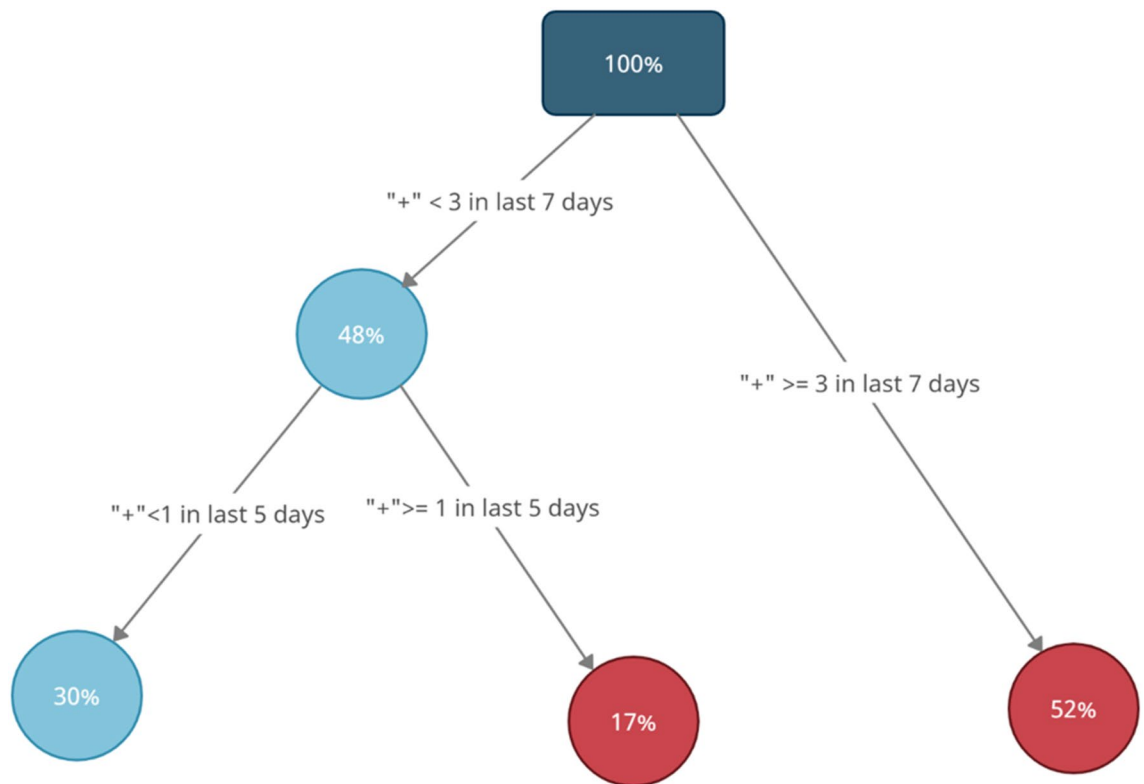 100%
"+" < 3 in last 7 days
48%
"+" >= 3 in last 7 days
"+"<1 in last 5 days
"+">= 1 in last 5 days
30%
17%
52%